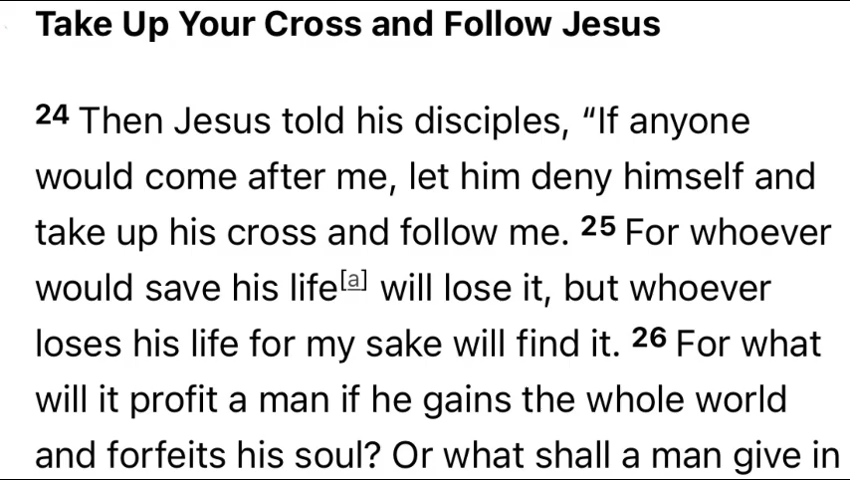 Take Up Your Cross and Follow Jesus
24 Then Jesus told his disciples, “If anyone
would come after me, let him deny himself and
take up his cross and follow me. 25 For whoever
would save his life[a] will lose it, but whoever
loses his life for my sake will find it. 26 For what
will it profit a man if he gains the whole world
and forfeits his soul? Or what shall a man give in